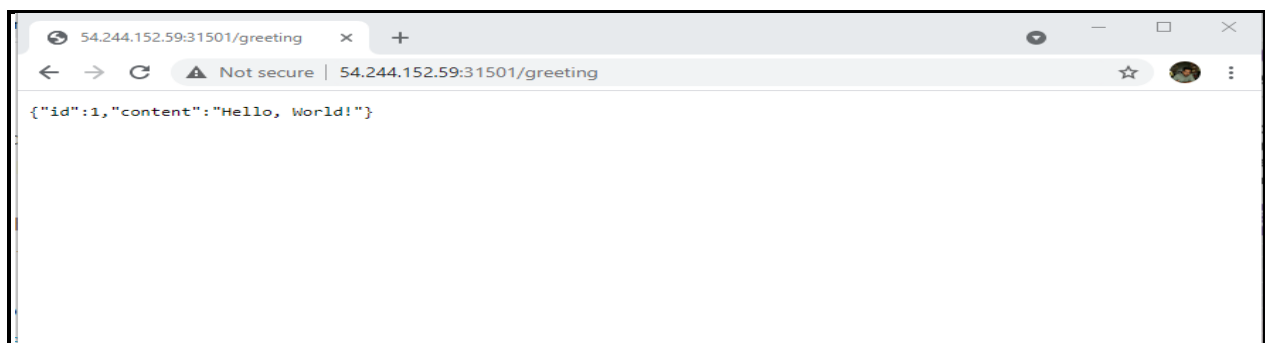 54.244.152.59:31501/greeting
Not secure | 54.244.152.59:31501/greeting
{"id":1,"content":"Hello, World!"}